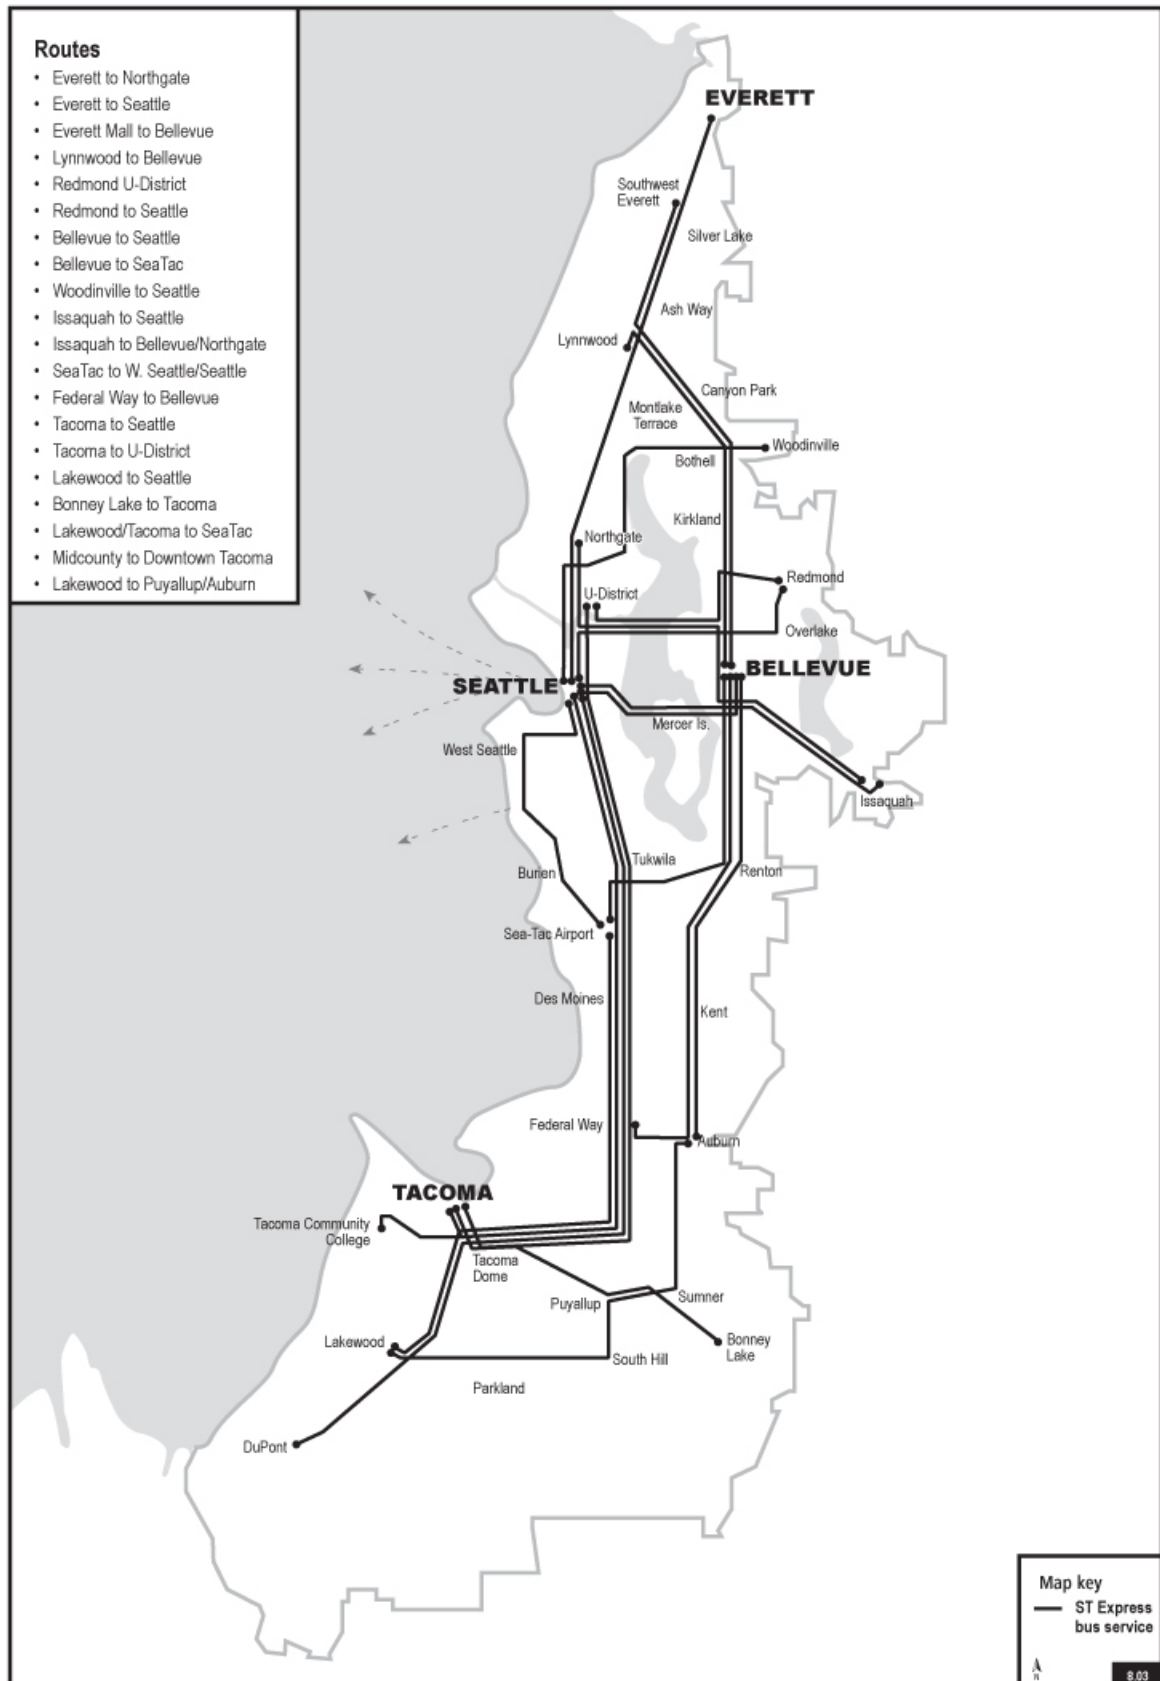 Routes
• Everett to Northgate
• Everett to Seattle
• Everett Mall to Bellevue
• Lynnwood to Bellevue
• Redmond U-District
• Redmond to Seattle
• Bellevue to Seattle
• Bellevue to SeaTac
• Woodinville to Seattle
• Issaquah to Seattle
• Issaquah to Bellevue/Northgate
• SeaTac to W. Seattle/Seattle
• Federal Way to Bellevue
• Tacoma to Seattle
• Tacoma to U-District
• Lakewood to Seattle
• Bonney Lake to Tacoma
• Lakewood/Tacoma to SeaTac
• Midcounty to Downtown Tacoma
• Lakewood to Puyallup/Auburn
EVERETT
Southwest
Everett
Silver Lake
Ash Way
Lynnwood
Canyon Park
Montlake
Terrace
Woodinville
Bothell
Kirkland
Northgate
Redmond
U-District
Overlake
BELLEVUE
SEATTLE
Mercer Is.
West Seattle
Issaquah
Tukwila
Burien
Renton
Sea-Tac Airport
Des Moines
Kent
Federal Way
Auburn
TACOMA
Tacoma Community
College
Tacoma
Dome
Puyallup
Sumner
Lakewood
Bonney
Lake
South Hill
Parkland
DuPont
Map key
ST Express
bus service
N
8.03